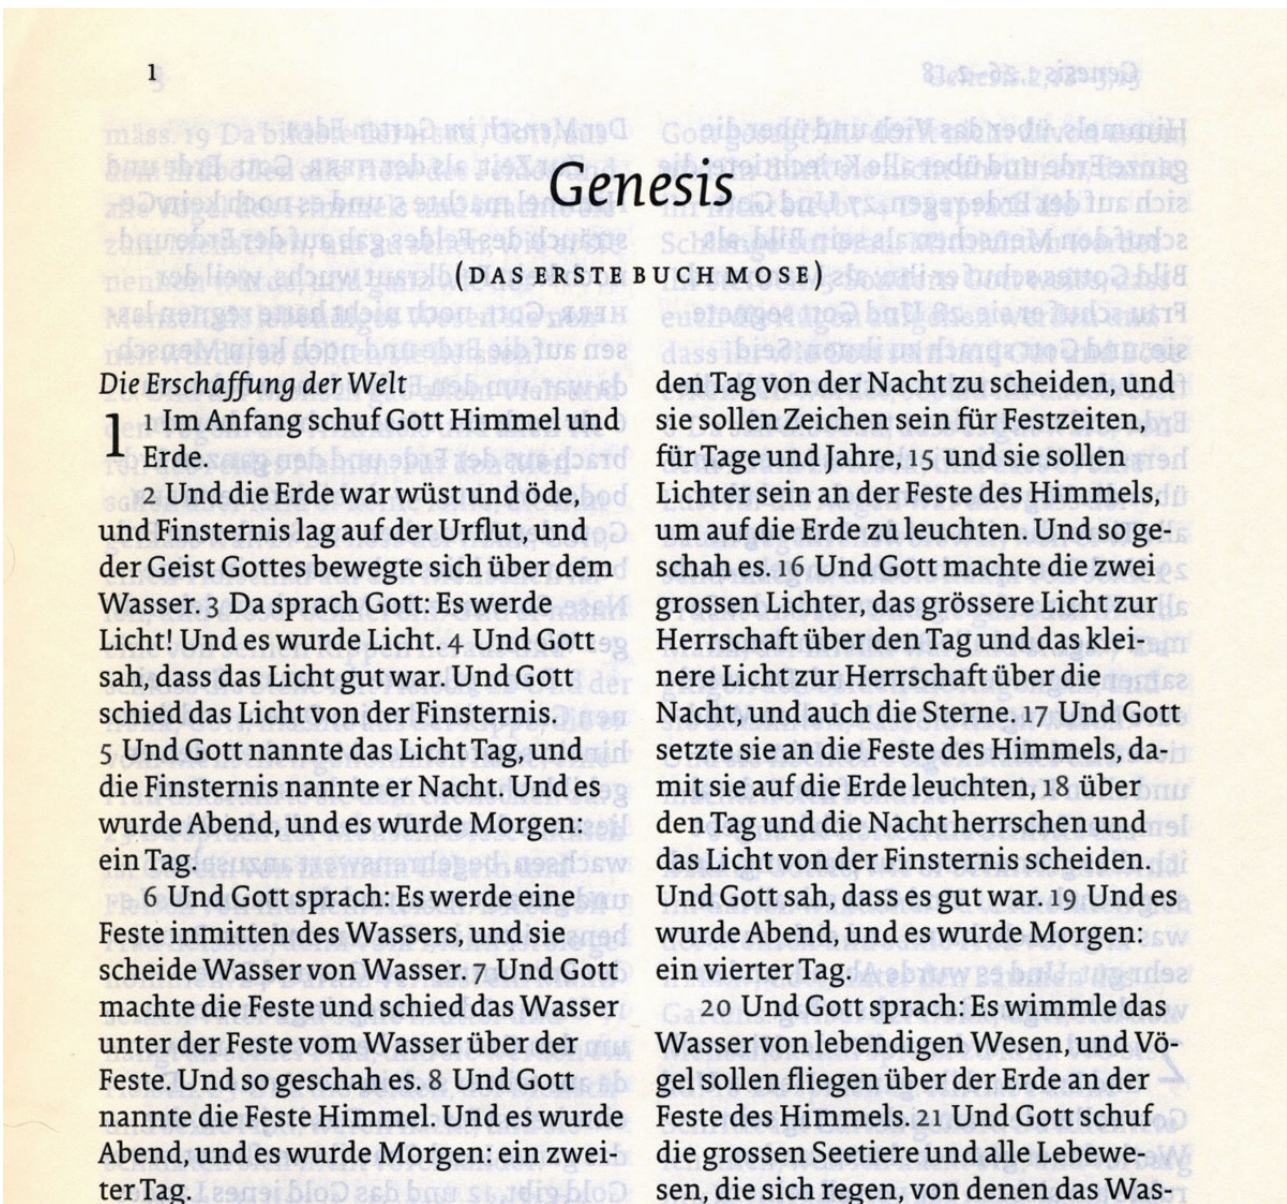 1
Genesis
(DAS ERSTE BUCH MOSE)
Die Erschaffung der Welt
1 1 Im Anfang schuf Gott Himmel und
Erde.
2 Und die Erde war wüst und öde,
und Finsternis lag auf der Urflut, und
der Geist Gottes bewegte sich über dem
Wasser. 3 Da sprach Gott: Es werde
Licht! Und es wurde Licht. 4 Und Gott
sah, dass das Licht gut war. Und Gott
schied das Licht von der Finsternis.
5 Und Gott nannte das Licht Tag, und
die Finsternis nannte er Nacht. Und es
wurde Abend, und es wurde Morgen:
ein Tag.
6 Und Gott sprach: Es werde eine
Feste inmitten des Wassers, und sie
scheide Wasser von Wasser. 7 Und Gott
machte die Feste und schied das Wasser
unter der Feste vom Wasser über der
Feste. Und so geschah es. 8 Und Gott
nannte die Feste Himmel. Und es wurde
Abend, und es wurde Morgen: ein zwei-
ter Tag.
den Tag von der Nacht zu scheiden, und
sie sollen Zeichen sein für Festzeiten,
für Tage und Jahre, 15 und sie sollen
Lichter sein an der Feste des Himmels,
um auf die Erde zu leuchten. Und so ge-
schah es. 16 Und Gott machte die zwei
grossen Lichter, das grössere Licht zur
Herrschaft über den Tag und das klei-
nere Licht zur Herrschaft über die
Nacht, und auch die Sterne. 17 Und Gott
setzte sie an die Feste des Himmels, da-
mit sie auf die Erde leuchten, 18 über
den Tag und die Nacht herrschen und
das Licht von der Finsternis scheiden.
Und Gott sah, dass es gut war. 19 Und es
wurde Abend, und es wurde Morgen:
ein vierter Tag.
20 Und Gott sprach: Es wimmle das
Wasser von lebendigen Wesen, und Vö-
gel sollen fliegen über der Erde an der
Feste des Himmels. 21 Und Gott schuf
die grossen Seetiere und alle Lebewe-
sen, die sich regen, von denen das Was-